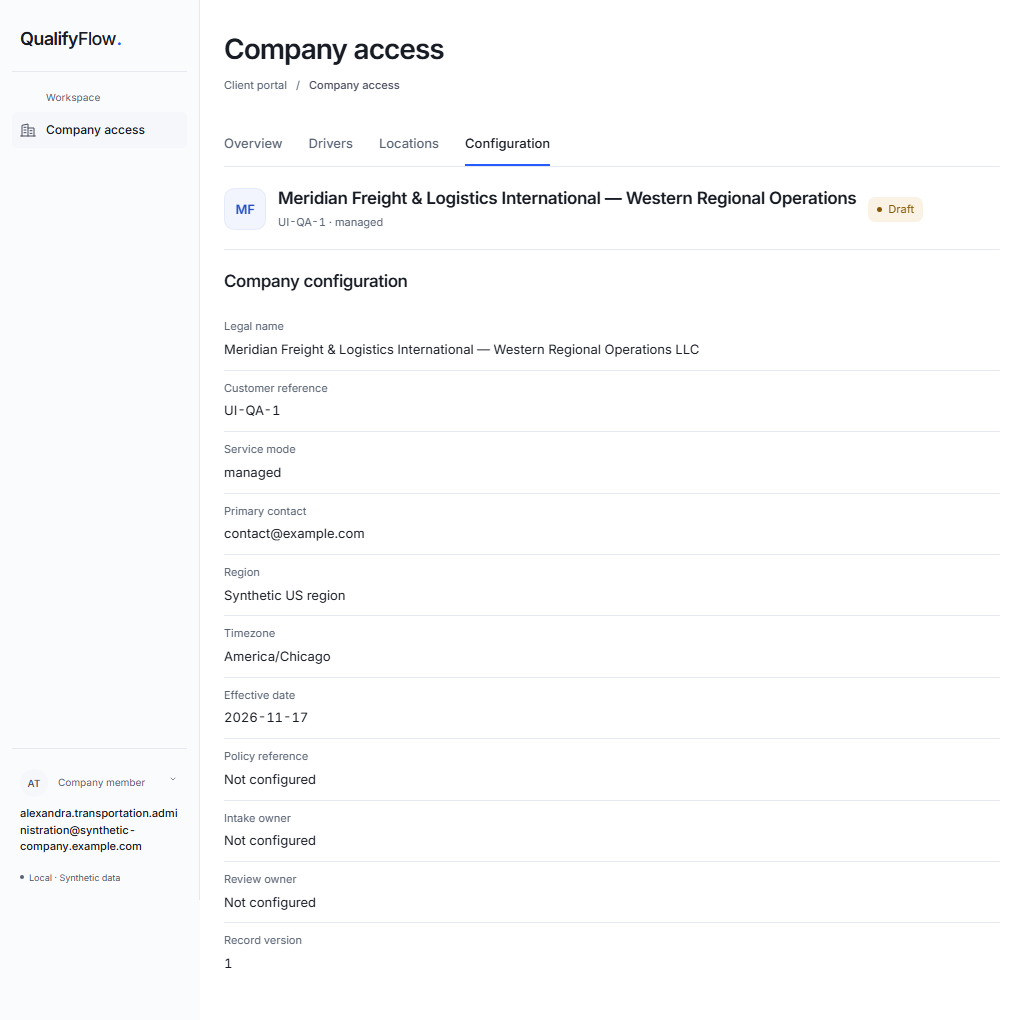 QualifyFlow.
Workspace
Company access
AT
Company member
alexandra.transportation.admi
nistration@synthetic-
company.example.com
Local · Synthetic data
Company access
Client portal / Company access
Overview Drivers Locations Configuration
MF
Meridian Freight & Logistics International — Western Regional Operations
UI-QA-1 · managed
Draft
Company configuration
Legal name
Meridian Freight & Logistics International — Western Regional Operations LLC
Customer reference
UI-QA-1
Service mode
managed
Primary contact
contact@example.com
Region
Synthetic US region
Timezone
America/Chicago
Effective date
2026-11-17
Policy reference
Not configured
Intake owner
Not configured
Review owner
Not configured
Record version
1